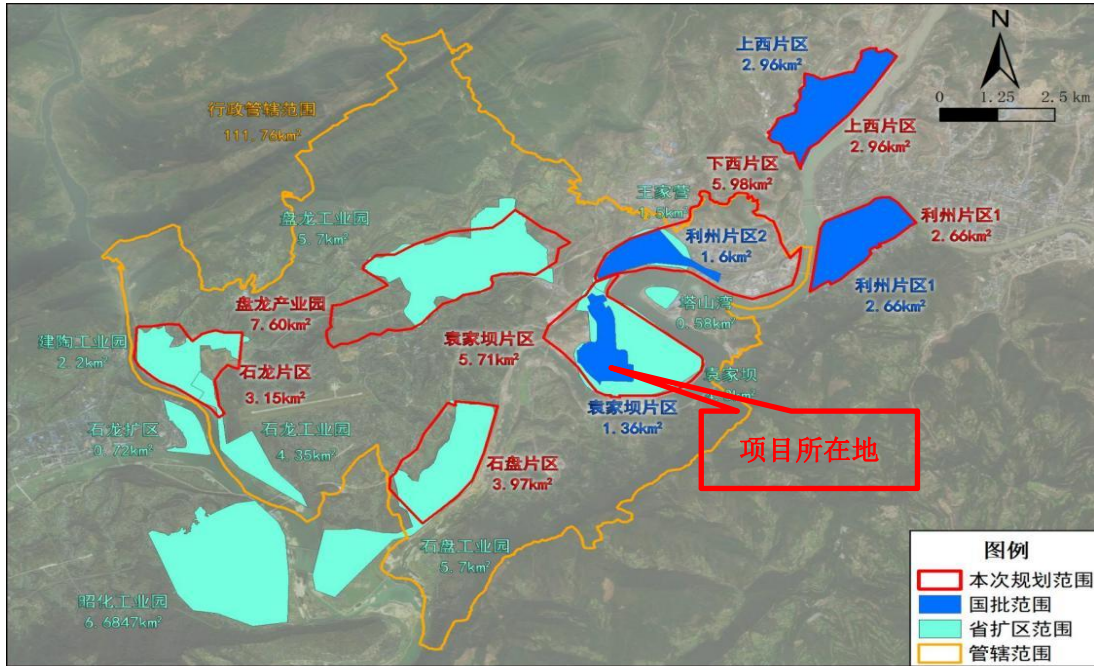 上西片区
2.96km²
N
0 1.25 2.5 km
行政管辖范围
111.76km²
上西片区
2.96km²
下西片区
5.98km²
王家营
1.5km²
盘龙工业园
5.7km²
利州片区2
1.6km²
利州片区1
2.66km²
利州片区1
2.66km²
盘龙产业园
7.60km²
塔山湾
0.58km²
建陶工业园
2.2km²
袁家坝片区
5.71km²
石龙片区
3.15km²
袁家坝
袁家坝片区
1.36km²
石龙扩区
0.72km²
石龙工业园
4.35km²
项目所在地
石盘片区
3.97km²
石盘工业园
5.7km²
昭化工业园
6.6847km²
图例
本次规划范围
国批范围
省扩区范围
管辖范围